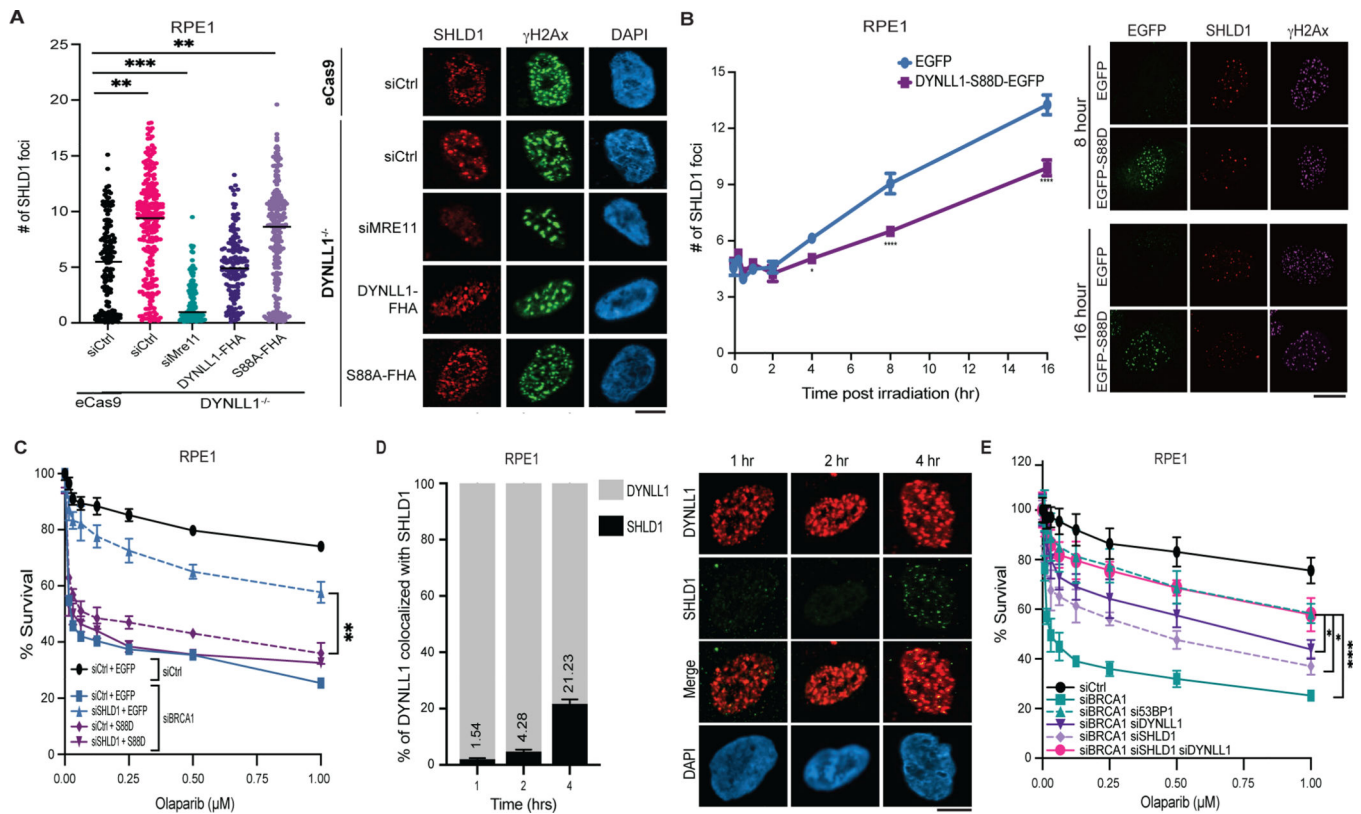 A
RPE1
# of SHLD1 foci
25
20
15
10
5
0
**
***
**
siCtrl
siCtrl
siMre11
DYNLL1-FHA
S88A-FHA
eCas9
DYNLL1-/-
SHLD1 γH2Ax DAPI
eCas9
siCtrl
DYNLL1-/-
siCtrl
siMRE11
DYNLL1-
FHA
S88A-FHA
B
RPE1
EGFP
DYNLL1-S88D-EGFP
# of SHLD1 foci
15
12
9
6
3
0
*
****
****
0 2 4 6 8 10 12 14 16
Time post irradiation (hr)
EGFP SHLD1 γH2Ax
8 hour
EGFP
EGFP-S88D
16 hour
EGFP
EGFP-S88D
C
RPE1
% Survival
100
80
60
40
20
0
**
siCtrl + EGFP
siCtrl
siCtrl + EGFP
siSHLD1 + EGFP
siCtrl + S88D
siSHLD1 + S88D
siBRCA1
0.00 0.25 0.50 0.75 1.00
Olaparib (μM)
D
RPE1
% of DYNLL1 colocalized with SHLD1
100
80
60
40
20
0
DYNLL1
SHLD1
1.54
4.28
21.23
1 2 4
Time (hrs)
1 hr 2 hr 4 hr
DYNLL1
SHLD1
Merge
DAPI
E
RPE1
% Survival
120
100
80
60
40
20
0
*
*
***
siCtrl
siBRCA1
siBRCA1 si53BP1
siBRCA1 siDYNLL1
siBRCA1 siSHLD1
siBRCA1 siSHLD1 siDYNLL1
0.00 0.25 0.50 0.75 1.00
Olaparib (μM)